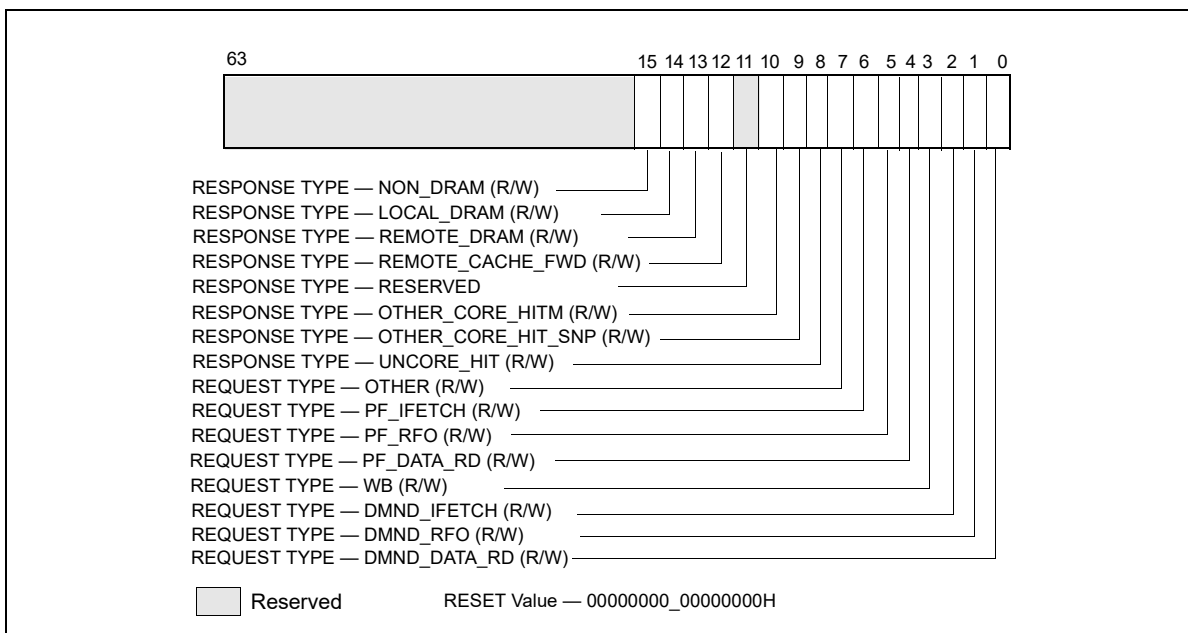 63 15 14 13 12 11 10 9 8 7 6 5 4 3 2 1 0
RESPONSE TYPE — NON_DRAM (R/W)
RESPONSE TYPE — LOCAL_DRAM (R/W)
RESPONSE TYPE — REMOTE_DRAM (R/W)
RESPONSE TYPE — REMOTE_CACHE_FWD (R/W)
RESPONSE TYPE — RESERVED
RESPONSE TYPE — OTHER_CORE_HITM (R/W)
RESPONSE TYPE — OTHER_CORE_HIT_SNP (R/W)
RESPONSE TYPE — UNCORE_HIT (R/W)
REQUEST TYPE — OTHER (R/W)
REQUEST TYPE — PF_IFETCH (R/W)
REQUEST TYPE — PF_RFO (R/W)
REQUEST TYPE — PF_DATA_RD (R/W)
REQUEST TYPE — WB (R/W)
REQUEST TYPE — DMND_IFETCH (R/W)
REQUEST TYPE — DMND_RFO (R/W)
REQUEST TYPE — DMND_DATA_RD (R/W)
Reserved RESET Value — 00000000_00000000H